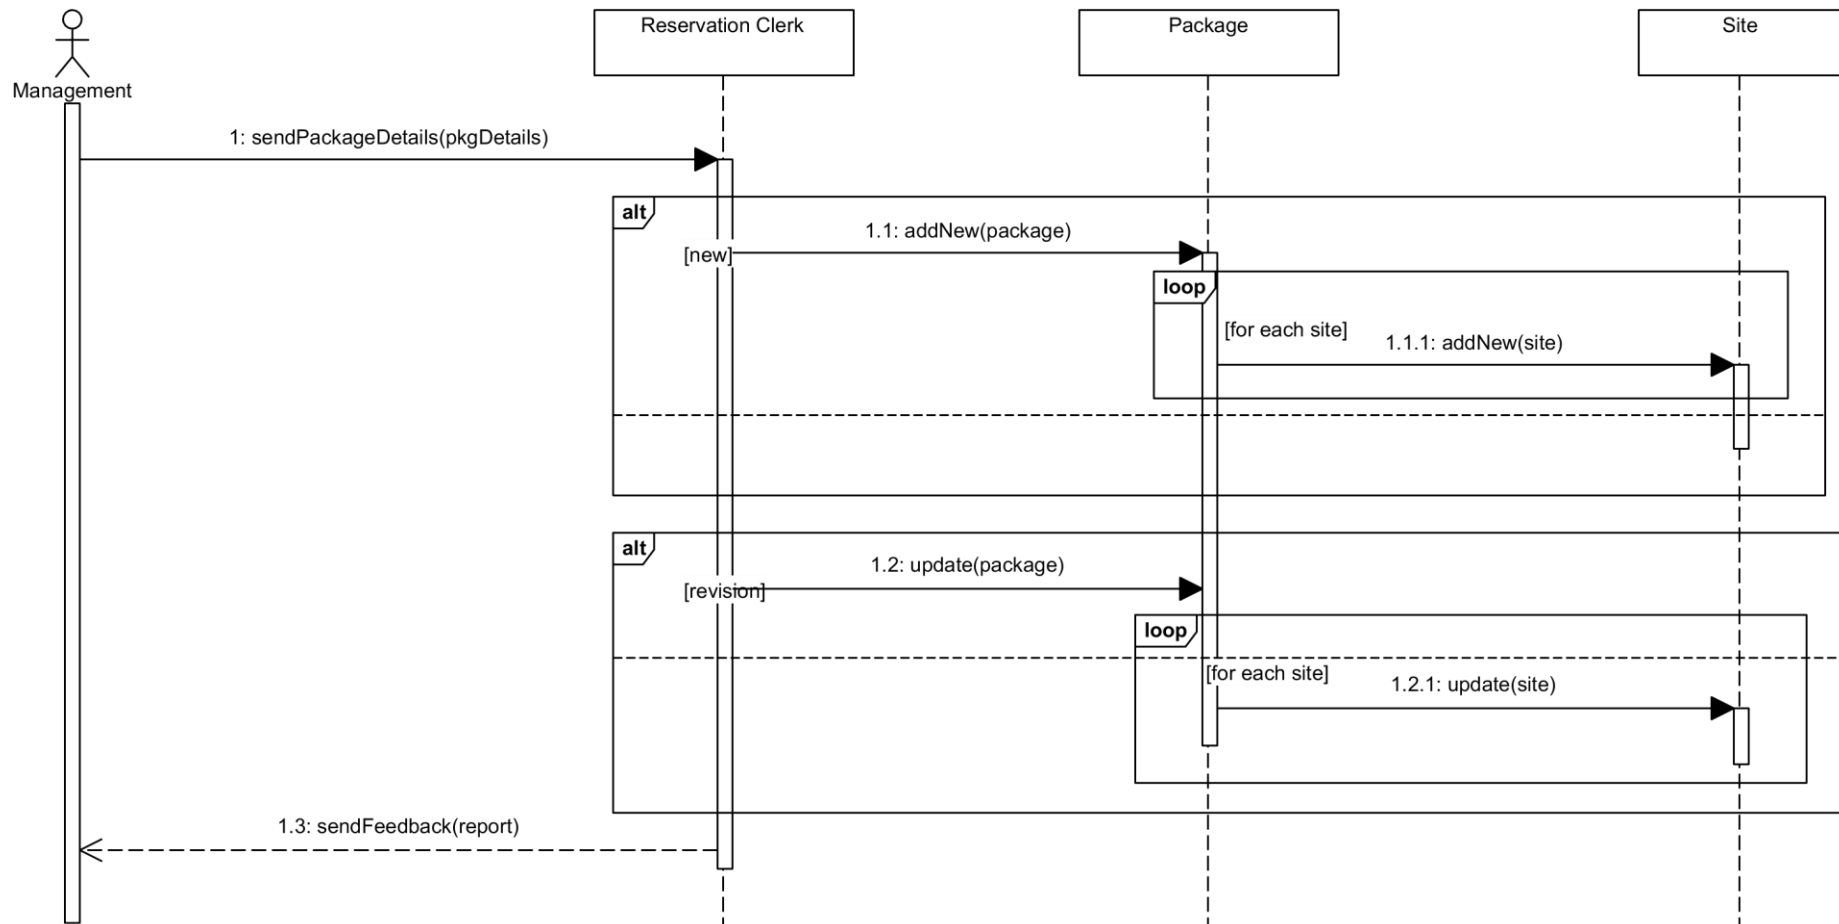 Management
Reservation Clerk
Package
Site
1: sendPackageDetails(pkgDetails)
alt
1.1: addNew(package)
[new]
loop
[for each site]
1.1.1: addNew(site)
alt
1.2: update(package)
[revision]
loop
[for each site]
1.2.1: update(site)
1.3: sendFeedback(report)